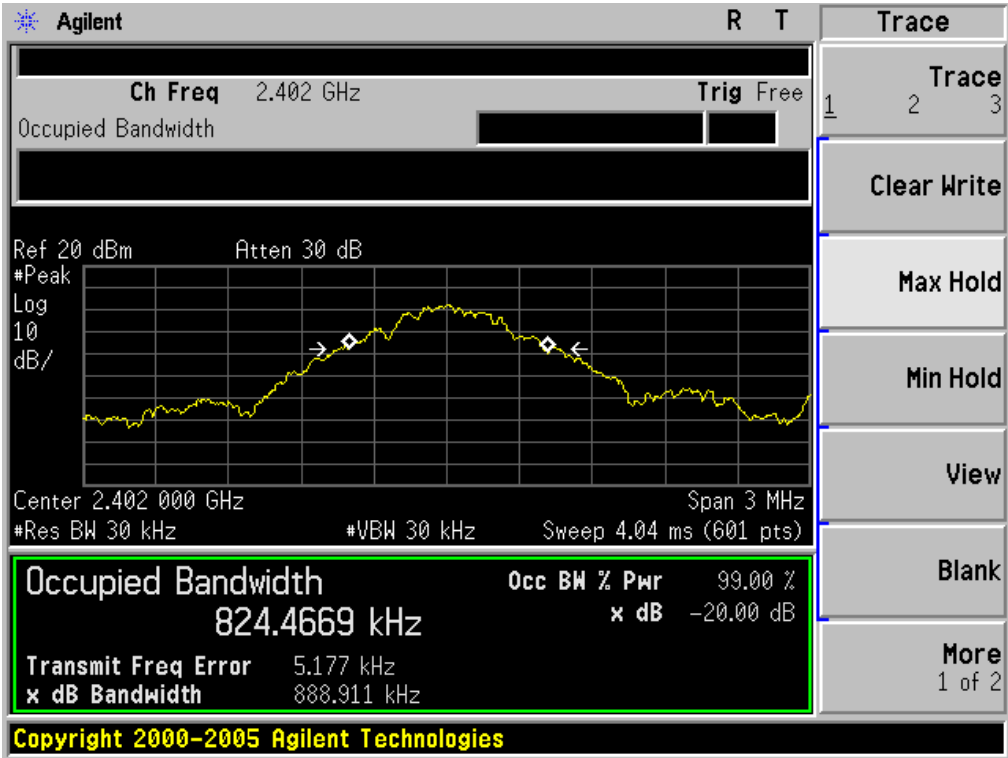 Agilent R T Trace
Ch Freq 2.402 GHz Trig Free
Occupied Bandwidth
Trace
1 2 3
Clear Write
Max Hold
Min Hold
View
Blank
More
1 of 2
Ref 20 dBm Atten 30 dB
#Peak
Log
10
dB/
Center 2.402 000 GHz Span 3 MHz
#Res BW 30 kHz #VBW 30 kHz Sweep 4.04 ms (601 pts)
Occupied Bandwidth Occ BW % Pwr 99.00 %
824.4669 kHz x dB -20.00 dB
Transmit Freq Error 5.177 kHz
x dB Bandwidth 888.911 kHz
Copyright 2000-2005 Agilent Technologies